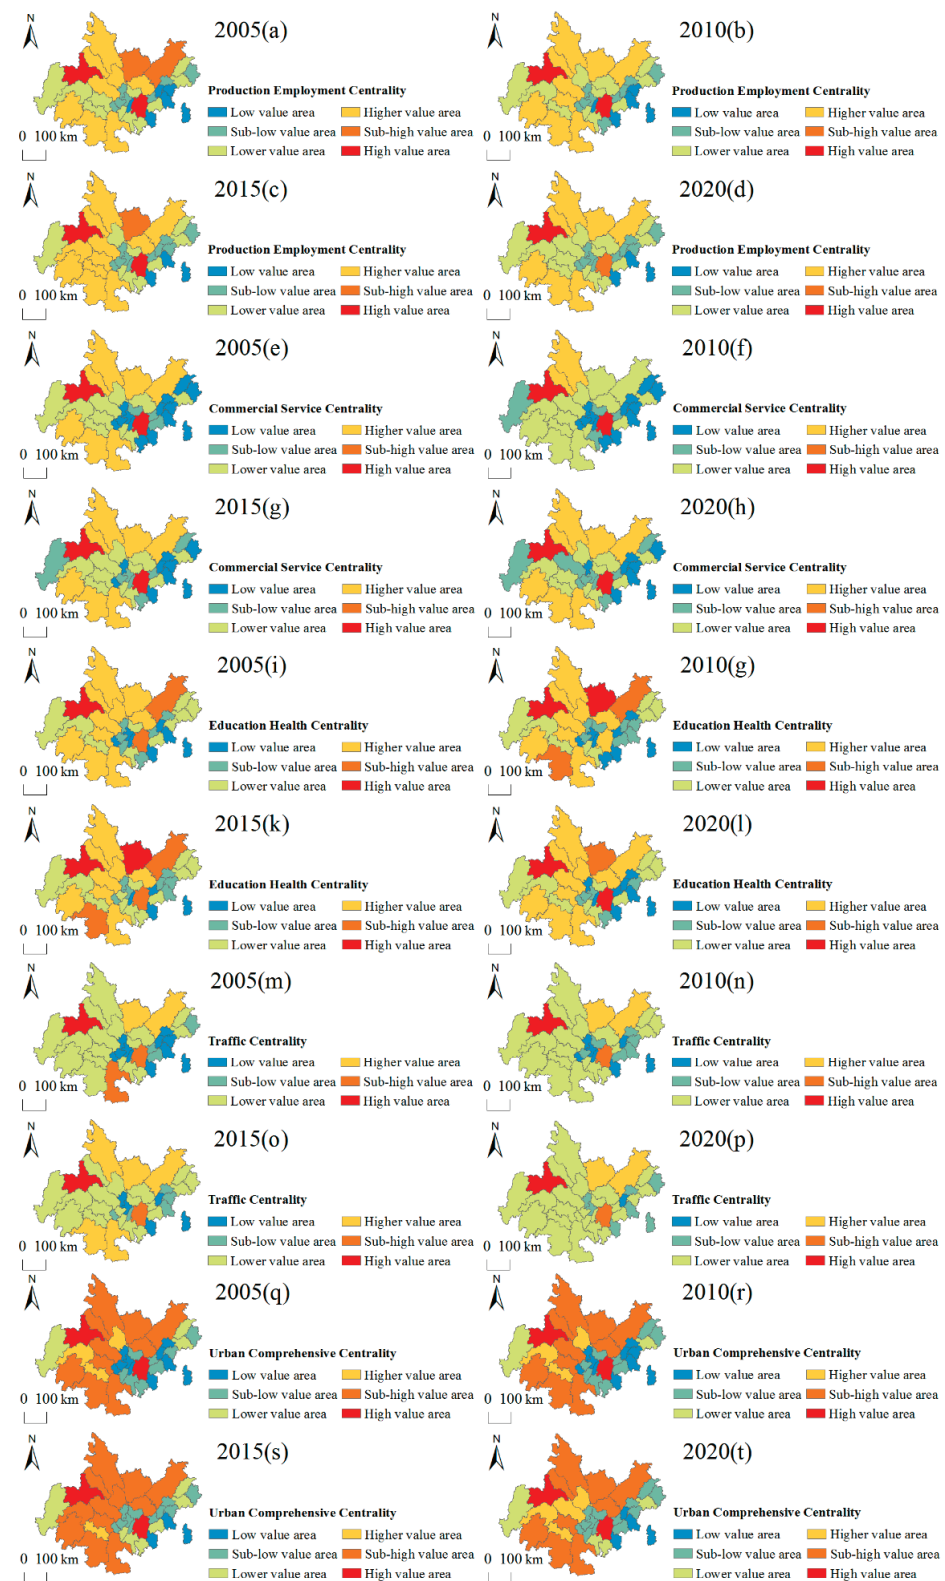 N
2005(a)
Production Employment Centrality
Low value area
Higher value area
Sub-low value area
Sub-high value area
Lower value area
High value area
0 100 km
N
2010(b)
Production Employment Centrality
Low value area
Higher value area
Sub-low value area
Sub-high value area
Lower value area
High value area
0 100 km
N
2015(c)
Production Employment Centrality
Low value area
Higher value area
Sub-low value area
Sub-high value area
Lower value area
High value area
0 100 km
N
2020(d)
Production Employment Centrality
Low value area
Higher value area
Sub-low value area
Sub-high value area
Lower value area
High value area
0 100 km
N
2005(e)
Commercial Service Centrality
Low value area
Higher value area
Sub-low value area
Sub-high value area
Lower value area
High value area
0 100 km
N
2010(f)
Commercial Service Centrality
Low value area
Higher value area
Sub-low value area
Sub-high value area
Lower value area
High value area
0 100 km
N
2015(g)
Commercial Service Centrality
Low value area
Higher value area
Sub-low value area
Sub-high value area
Lower value area
High value area
0 100 km
N
2020(h)
Commercial Service Centrality
Low value area
Higher value area
Sub-low value area
Sub-high value area
Lower value area
High value area
0 100 km
N
2005(i)
Education Health Centrality
Low value area
Higher value area
Sub-low value area
Sub-high value area
Lower value area
High value area
0 100 km
N
2010(g)
Education Health Centrality
Low value area
Higher value area
Sub-low value area
Sub-high value area
Lower value area
High value area
0 100 km
N
2015(k)
Education Health Centrality
Low value area
Higher value area
Sub-low value area
Sub-high value area
Lower value area
High value area
0 100 km
N
2020(l)
Education Health Centrality
Low value area
Higher value area
Sub-low value area
Sub-high value area
Lower value area
High value area
0 100 km
N
2005(m)
Traffic Centrality
Low value area
Higher value area
Sub-low value area
Sub-high value area
Lower value area
High value area
0 100 km
N
2010(n)
Traffic Centrality
Low value area
Higher value area
Sub-low value area
Sub-high value area
Lower value area
High value area
0 100 km
N
2015(o)
Traffic Centrality
Low value area
Higher value area
Sub-low value area
Sub-high value area
Lower value area
High value area
0 100 km
N
2020(p)
Traffic Centrality
Low value area
Higher value area
Sub-low value area
Sub-high value area
Lower value area
High value area
0 100 km
N
2005(q)
Urban Comprehensive Centrality
Low value area
Higher value area
Sub-low value area
Sub-high value area
Lower value area
High value area
0 100 km
N
2010(r)
Urban Comprehensive Centrality
Low value area
Higher value area
Sub-low value area
Sub-high value area
Lower value area
High value area
0 100 km
N
2015(s)
Urban Comprehensive Centrality
Low value area
Higher value area
Sub-low value area
Sub-high value area
Lower value area
High value area
0 100 km
N
2020(t)
Urban Comprehensive Centrality
Low value area
Higher value area
Sub-low value area
Sub-high value area
Lower value area
High value area
0 100 km